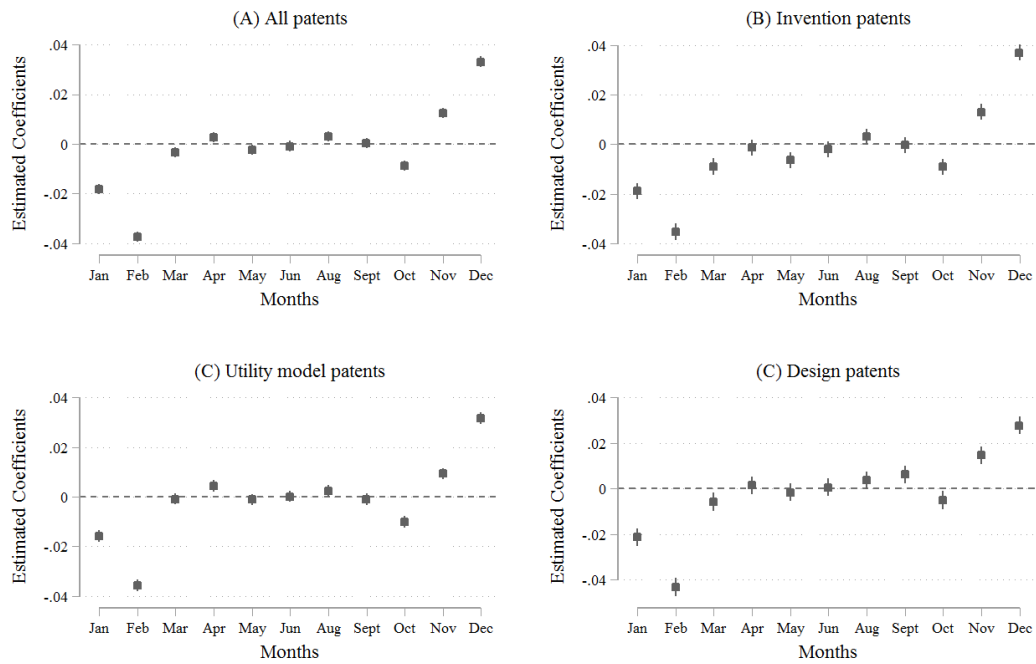 (A) All patents
Estimated Coefficients
.04
.02
0
-.02
-.04
Jan Feb Mar Apr May Jun Aug Sept Oct Nov Dec
Months
(B) Invention patents
Estimated Coefficients
.04
.02
0
-.02
-.04
Jan Feb Mar Apr May Jun Aug Sept Oct Nov Dec
Months
(C) Utility model patents
Estimated Coefficients
.04
.02
0
-.02
-.04
Jan Feb Mar Apr May Jun Aug Sept Oct Nov Dec
Months
(C) Design patents
Estimated Coefficients
.04
.02
0
-.02
-.04
Jan Feb Mar Apr May Jun Aug Sept Oct Nov Dec
Months